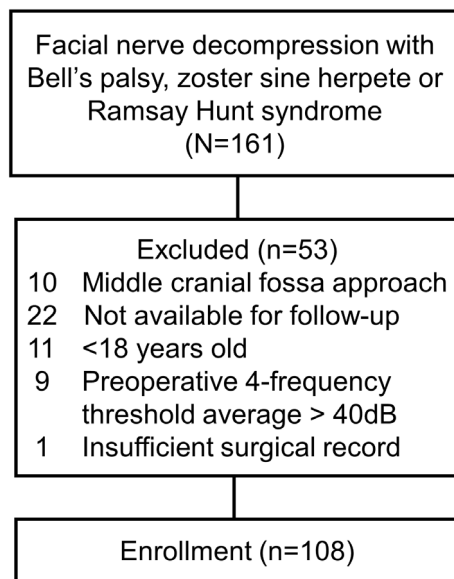 Facial nerve decompression with
Bell's palsy, zoster sine herpete or
Ramsay Hunt syndrome
(N=161)
Excluded (n=53)
10 Middle cranial fossa approach
22 Not available for follow-up
11 <18 years old
9 Preoperative 4-frequency
threshold average > 40dB
1 Insufficient surgical record
Enrollment (n=108)